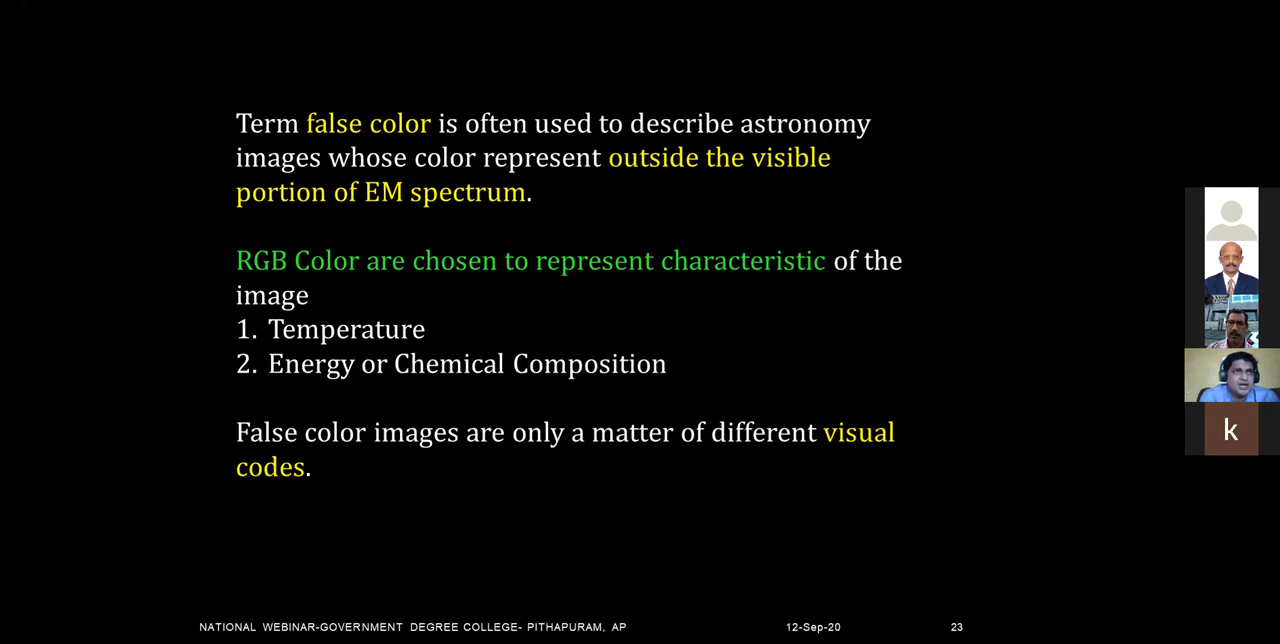 Term false color is often used to describe astronomy
images whose color represent outside the visible
portion of EM spectrum.
RGB Color are chosen to represent characteristic of the
image
1. Temperature
2. Energy or Chemical Composition
False color images are only a matter of different visual
codes.
k
NATIONAL WEBINAR-GOVERNMENT DEGREE COLLEGE- PITHAPURAM, AP 12-Sep-20 23